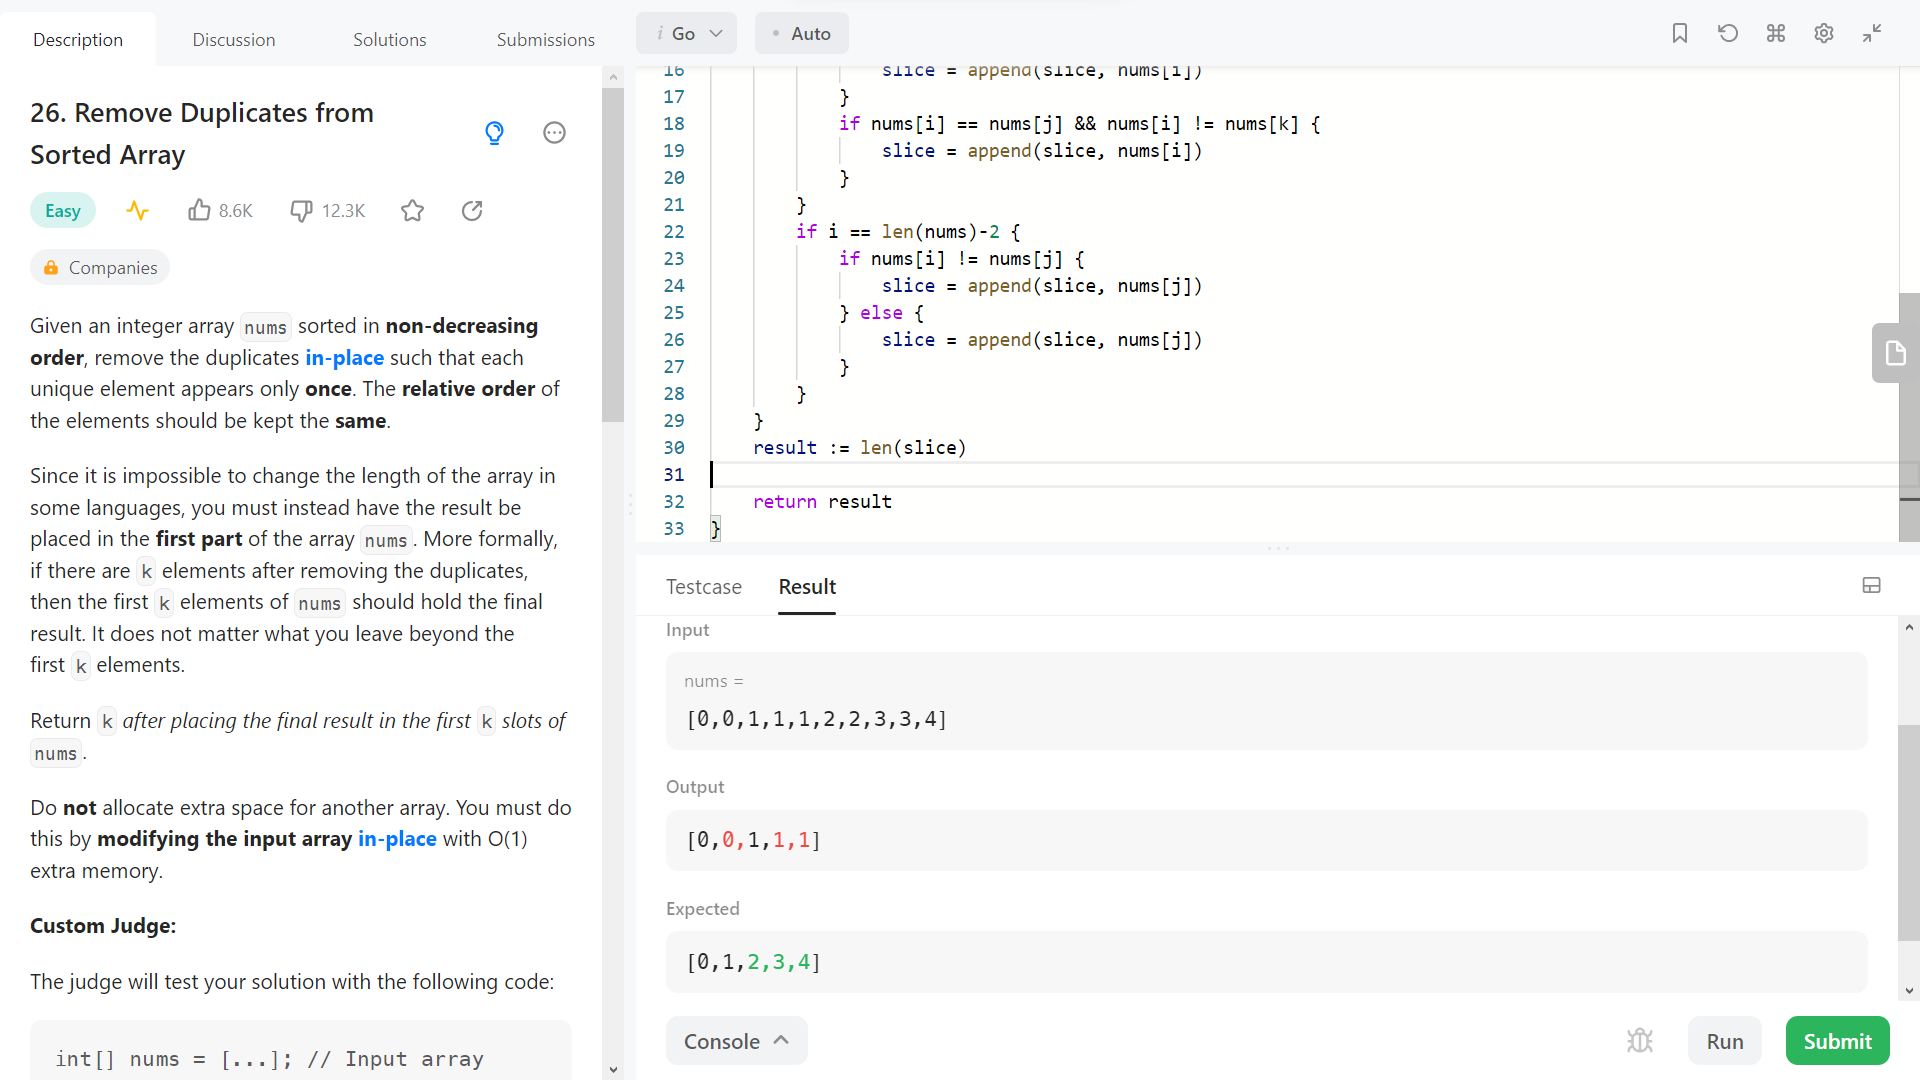 Description
Discussion
Solutions
Submissions
26. Remove Duplicates from
Sorted Array
Easy
8.6K
12.3K
Companies
Given an integer array nums sorted in non-decreasing
order, remove the duplicates in-place such that each
unique element appears only once. The relative order of
the elements should be kept the same.
Since it is impossible to change the length of the array in
some languages, you must instead have the result be
placed in the first part of the array nums. More formally,
if there are k elements after removing the duplicates,
then the first k elements of nums should hold the final
result. It does not matter what you leave beyond the
first k elements.
Return k after placing the final result in the first k slots of
nums.
Do not allocate extra space for another array. You must do
this by modifying the input array in-place with O(1)
extra memory.
Custom Judge:
The judge will test your solution with the following code:
int[] nums = [...]; // Input array
i Go
Auto
16 slice = append(slice, nums[i])
17 }
18 if nums[i] == nums[j] && nums[i] != nums[k] {
19 slice = append(slice, nums[i])
20 }
21 }
22 if i == len(nums)-2 {
23 if nums[i] != nums[j] {
24 slice = append(slice, nums[j])
25 } else {
26 slice = append(slice, nums[j])
27 }
28 }
29 }
30 result := len(slice)
31
32 return result
33 }
Testcase
Result
Input
nums =
[0,0,1,1,1,2,2,3,3,4]
Output
[0,0,1,1,1]
Expected
[0,1,2,3,4]
Console
Run
Submit